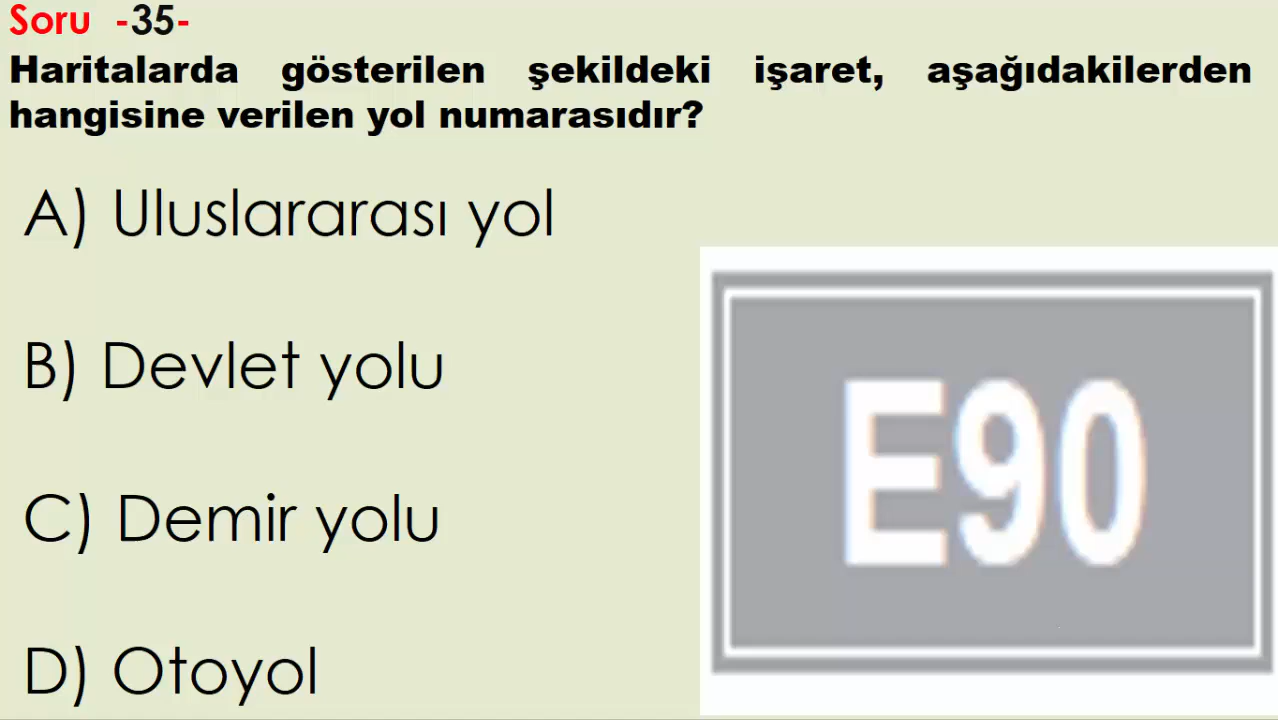 Soru -35-
Haritalarda gösterilen şekildeki işaret, aşağıdakilerden
hangisine verilen yol numarasıdır?
A) Uluslararası yol
B) Devlet yolu
C) Demir yolu
D) Otoyol
E90